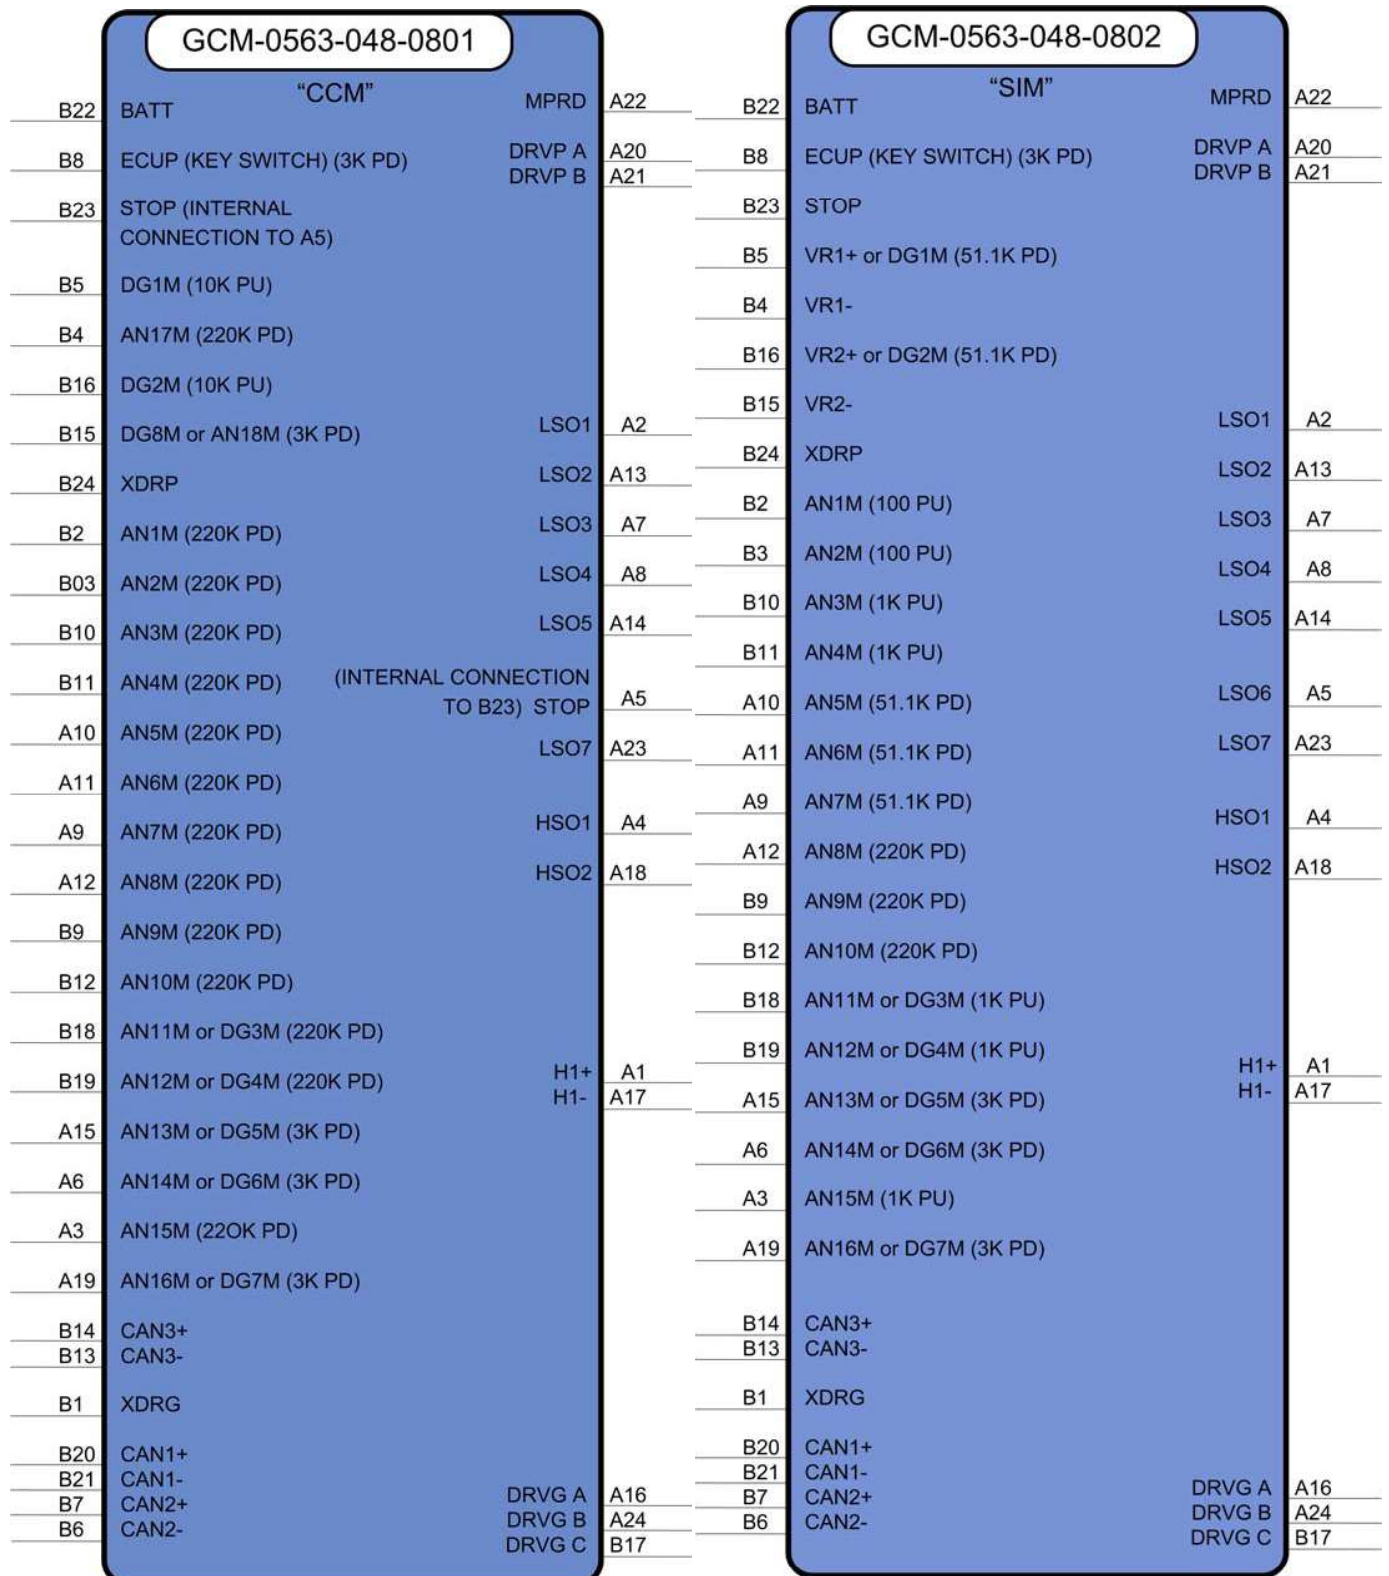 GCM-0563-048-0801
“CCM”
B22 BATT
MPRD A22
B8 ECUP (KEY SWITCH) (3K PD)
DRVP A A20
DRVP B A21
B23 STOP (INTERNAL
CONNECTION TO A5)
B5 DG1M (10K PU)
B4 AN17M (220K PD)
B16 DG2M (10K PU)
B15 DG8M or AN18M (3K PD)
LSO1 A2
B24 XDRP
LSO2 A13
B2 AN1M (220K PD)
LSO3 A7
B03 AN2M (220K PD)
LSO4 A8
B10 AN3M (220K PD)
LSO5 A14
B11 AN4M (220K PD)
(INTERNAL CONNECTION
TO B23) STOP A5
A10 AN5M (220K PD)
LSO7 A23
A11 AN6M (220K PD)
A9 AN7M (220K PD)
HSO1 A4
A12 AN8M (220K PD)
HSO2 A18
B9 AN9M (220K PD)
B12 AN10M (220K PD)
B18 AN11M or DG3M (220K PD)
B19 AN12M or DG4M (220K PD)
H1+ A1
H1- A17
A15 AN13M or DG5M (3K PD)
A6 AN14M or DG6M (3K PD)
A3 AN15M (22OK PD)
A19 AN16M or DG7M (3K PD)
B14 CAN3+
B13 CAN3-
B1 XDRG
B20 CAN1+
B21 CAN1-
B7 CAN2+
B6 CAN2-
DRVG A A16
DRVG B A24
DRVG C B17
GCM-0563-048-0802
“SIM”
B22 BATT
MPRD A22
B8 ECUP (KEY SWITCH) (3K PD)
DRVP A A20
DRVP B A21
B23 STOP
B5 VR1+ or DG1M (51.1K PD)
B4 VR1-
B16 VR2+ or DG2M (51.1K PD)
B15 VR2-
LSO1 A2
B24 XDRP
LSO2 A13
B2 AN1M (100 PU)
LSO3 A7
B3 AN2M (100 PU)
LSO4 A8
B10 AN3M (1K PU)
LSO5 A14
B11 AN4M (1K PU)
A10 AN5M (51.1K PD)
LSO6 A5
A11 AN6M (51.1K PD)
LSO7 A23
A9 AN7M (51.1K PD)
HSO1 A4
A12 AN8M (220K PD)
HSO2 A18
B9 AN9M (220K PD)
B12 AN10M (220K PD)
B18 AN11M or DG3M (1K PU)
B19 AN12M or DG4M (1K PU)
H1+ A1
H1- A17
A15 AN13M or DG5M (3K PD)
A6 AN14M or DG6M (3K PD)
A3 AN15M (1K PU)
A19 AN16M or DG7M (3K PD)
B14 CAN3+
B13 CAN3-
B1 XDRG
B20 CAN1+
B21 CAN1-
B7 CAN2+
B6 CAN2-
DRVG A A16
DRVG B A24
DRVG C B17